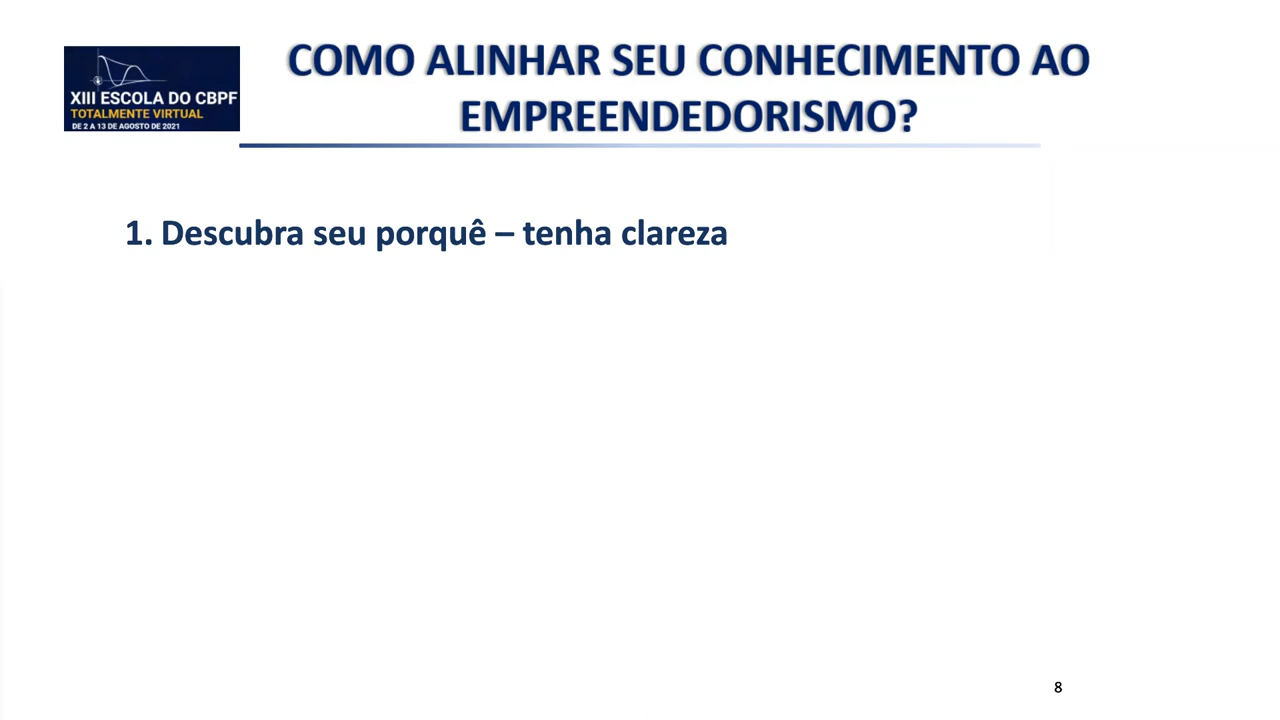 COMO ALINHAR SEU CONHECIMENTO AO
EMPREENDEDORISMO?
XIII ESCOLA DO CBPF
TOTALMENTE VIRTUAL
DE 2 A 13 DE AGOSTO DE 2021
1. Descubra seu porquê – tenha clareza
8